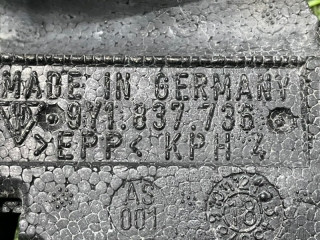 MADE IN GERMANY
9Y1.837.736
>EPP< KPH 4
AS
001